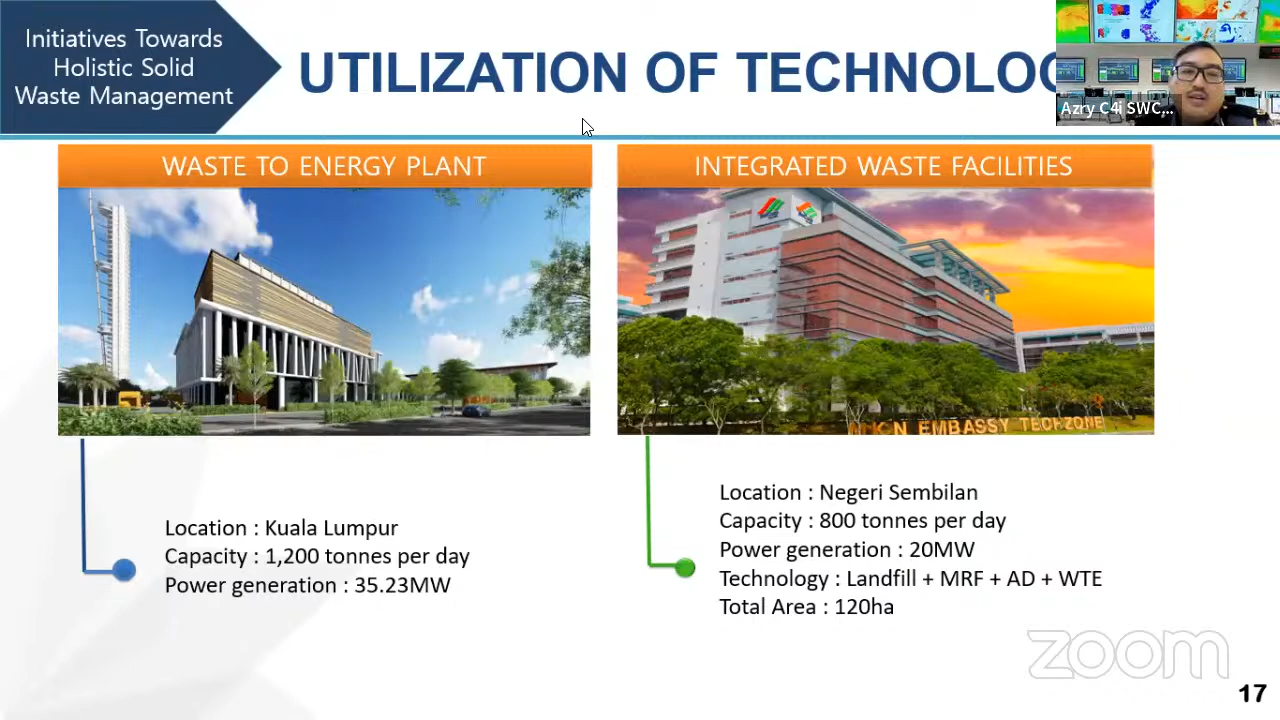 Initiatives Towards
Holistic Solid
Waste Management
UTILIZATION OF TECHNOLOG
Azry C4i SWC...
WASTE TO ENERGY PLANT
INTEGRATED WASTE FACILITIES
EMBASSY TECHZONE
Location : Kuala Lumpur
Capacity : 1,200 tonnes per day
Power generation : 35.23MW
Location : Negeri Sembilan
Capacity : 800 tonnes per day
Power generation : 20MW
Technology : Landfill + MRF + AD + WTE
Total Area : 120ha
zoom
17